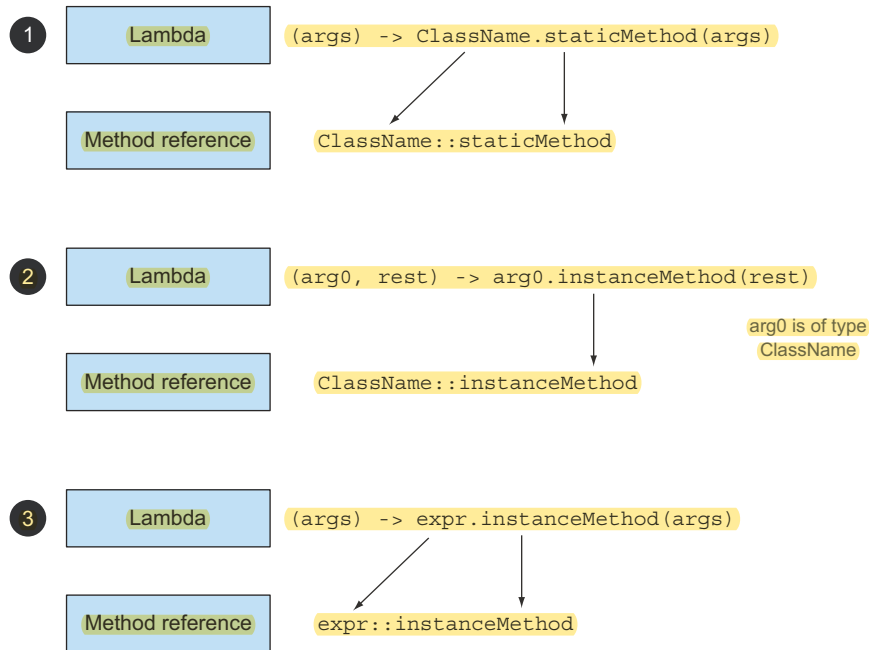 1 Lambda (args) -> ClassName.staticMethod(args)
Method reference ClassName::staticMethod
2 Lambda (arg0, rest) -> arg0.instanceMethod(rest)
arg0 is of type
ClassName
Method reference ClassName::instanceMethod
3 Lambda (args) -> expr.instanceMethod(args)
Method reference expr::instanceMethod